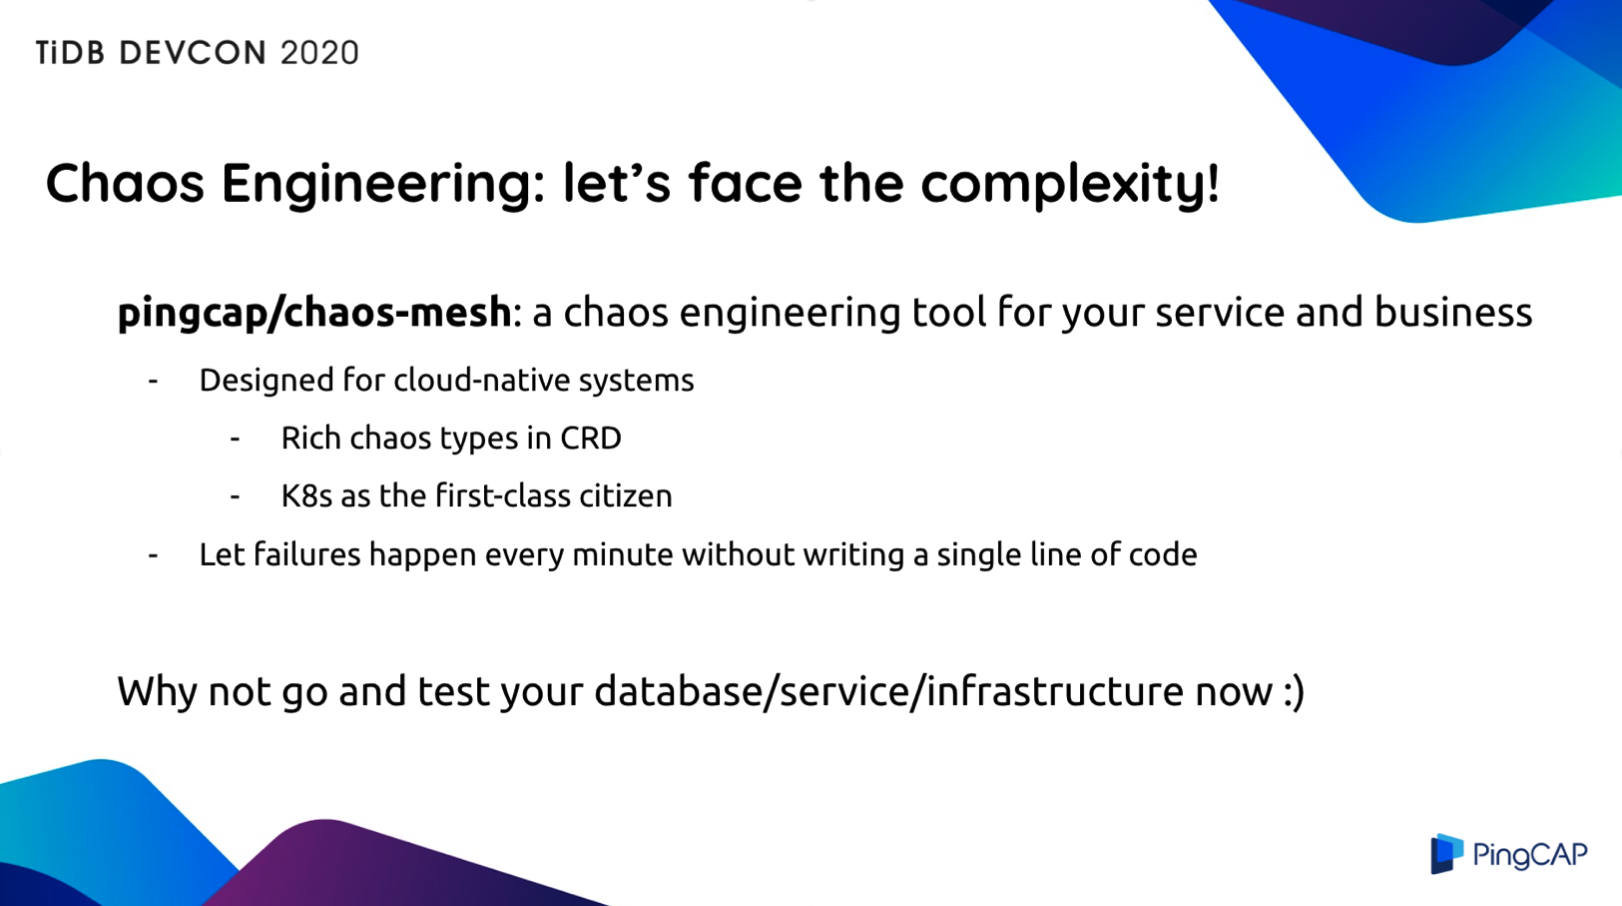 TiDB DEVCON 2020
Chaos Engineering: let’s face the complexity!
pingcap/chaos-mesh: a chaos engineering tool for your service and business
- Designed for cloud-native systems
- Rich chaos types in CRD
- K8s as the first-class citizen
- Let failures happen every minute without writing a single line of code
Why not go and test your database/service/infrastructure now :)
PingCAP